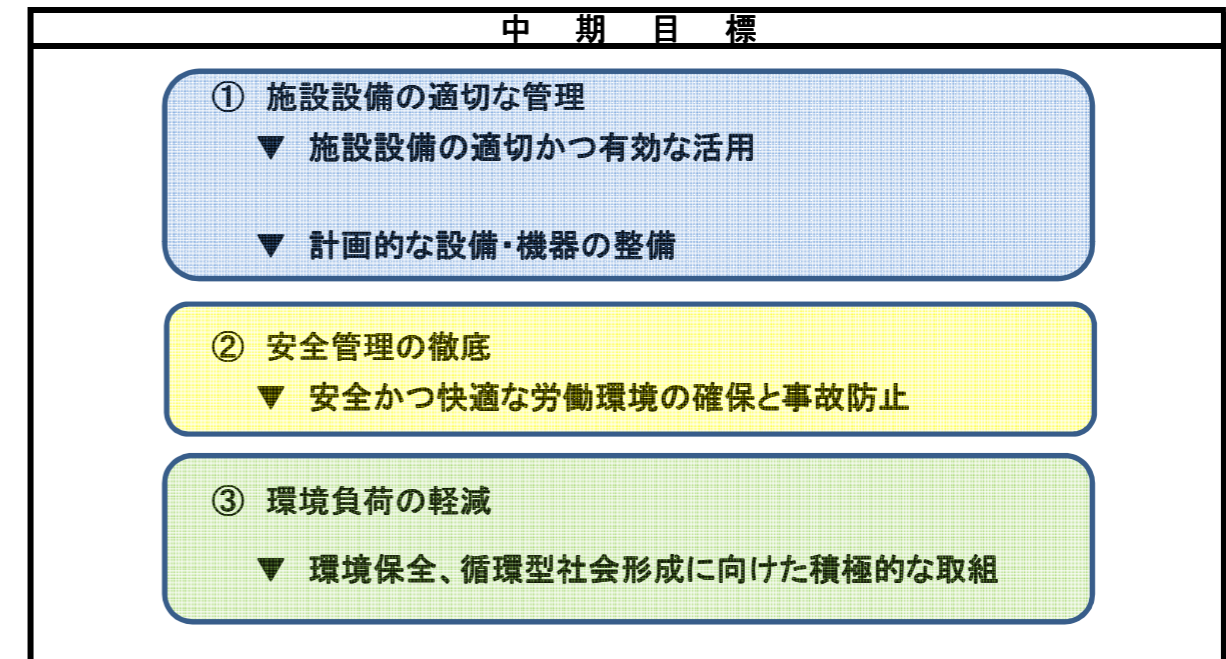 中期目標
① 施設設備の適切な管理
▼ 施設設備の適切かつ有効な活用
▼ 計画的な設備・機器の整備
② 安全管理の徹底
▼ 安全かつ快適な労働環境の確保と事故防止
③ 環境負荷の軽減
▼ 環境保全、循環型社会形成に向けた積極的な取組